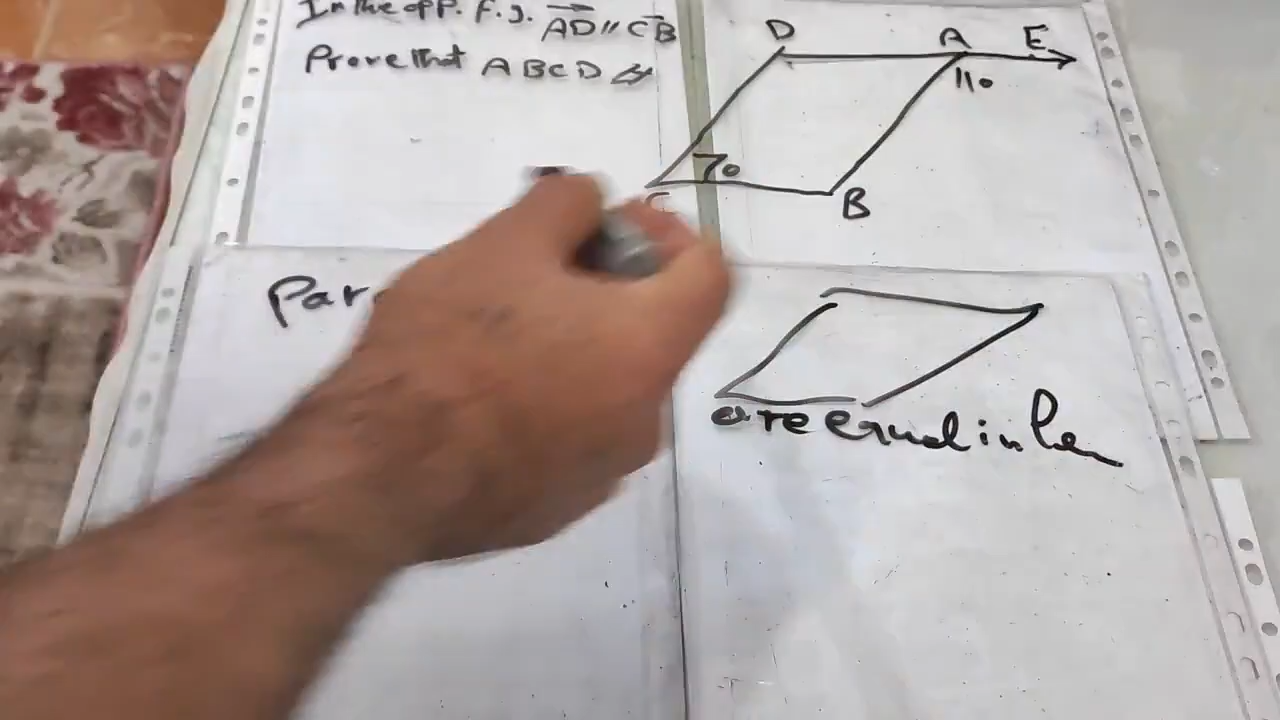 In the opp. f.g. AD // CB
Prove that ABCD ▱
D A E
110
70
C B
Par
are equal in len